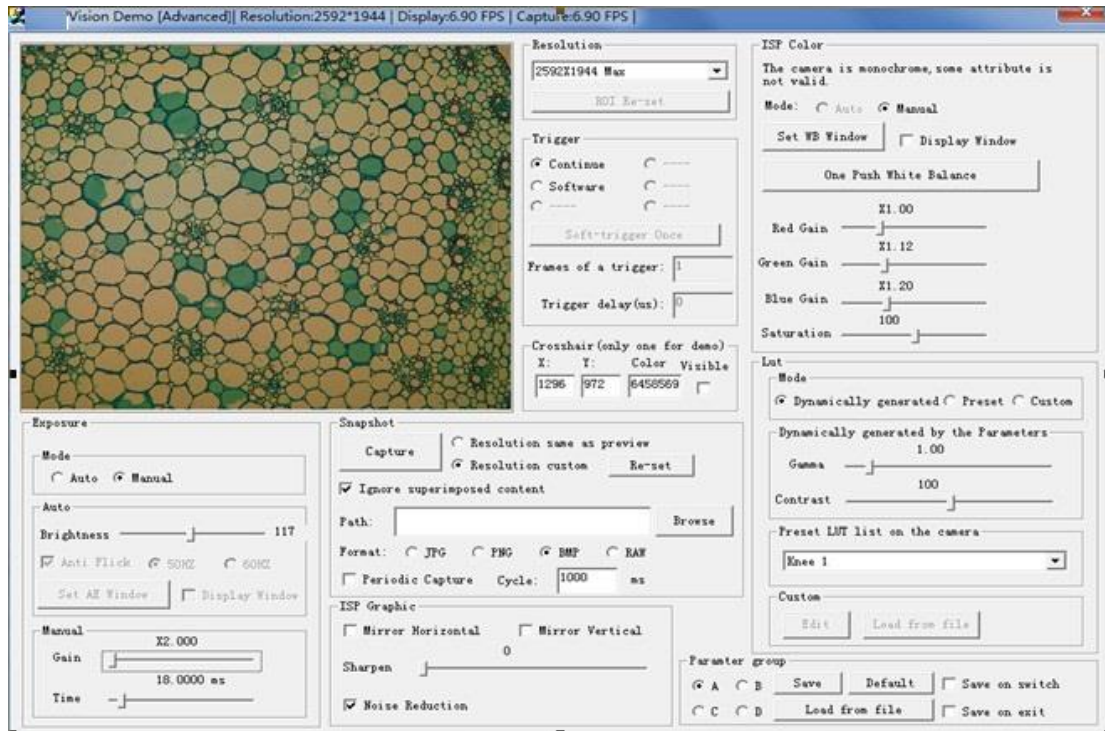 Vision Demo [Advanced]| Resolution:2592*1944 | Display:6.90 FPS | Capture:6.90 FPS |
Resolution
2592X1944 Max
ROI Re-set
Trigger
Continue ----
Software ----
---- ----
Soft-trigger Once
Frames of a trigger: 1
Trigger delay(us): 0
Crosshair(only one for demo)
X: Y: Color Visible
1296 972 6458569
ISP Color
The camera is monochrome,some attribute is
not valid.
Mode: Auto Manual
Set WB Window Display Window
One Push White Balance
X1.00
Red Gain
X1.12
Green Gain
X1.20
Blue Gain
100
Saturation
Lut
Mode
Dynamically generated Preset Custom
Dynamically generated by the Parameters
1.00
Gamma
100
Contrast
Preset LUT list on the camera
Knee 1
Custom
Edit Load from file
Exposure
Mode
Auto Manual
Auto
Brightness 117
Anti Flick 50HZ 60HZ
Set AE Window Display Window
Manual
X2.000
Gain
18.0000 ms
Time
Snapshot
Capture
Resolution same as preview
Resolution custom Re-set
Ignore superimposed content
Path: Browse
Format: JPG PNG BMP RAW
Periodic Capture Cycle: 1000 ms
ISP Graphic
Mirror Horizontal Mirror Vertical
0
Sharpen
Noise Reduction
Paramter group
A B Save Default Save on switch
C D Load from file Save on exit